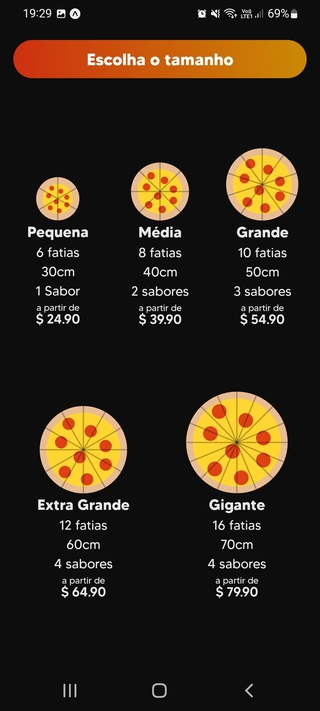 19:29
Vo)) LTE1 69%
Escolha o tamanho
Pequena
6 fatias
30cm
1 Sabor
a partir de
$ 24.90
Média
8 fatias
40cm
2 sabores
a partir de
$ 39.90
Grande
10 fatias
50cm
3 sabores
a partir de
$ 54.90
Extra Grande
12 fatias
60cm
4 sabores
a partir de
$ 64.90
Gigante
16 fatias
70cm
4 sabores
a partir de
$ 79.90